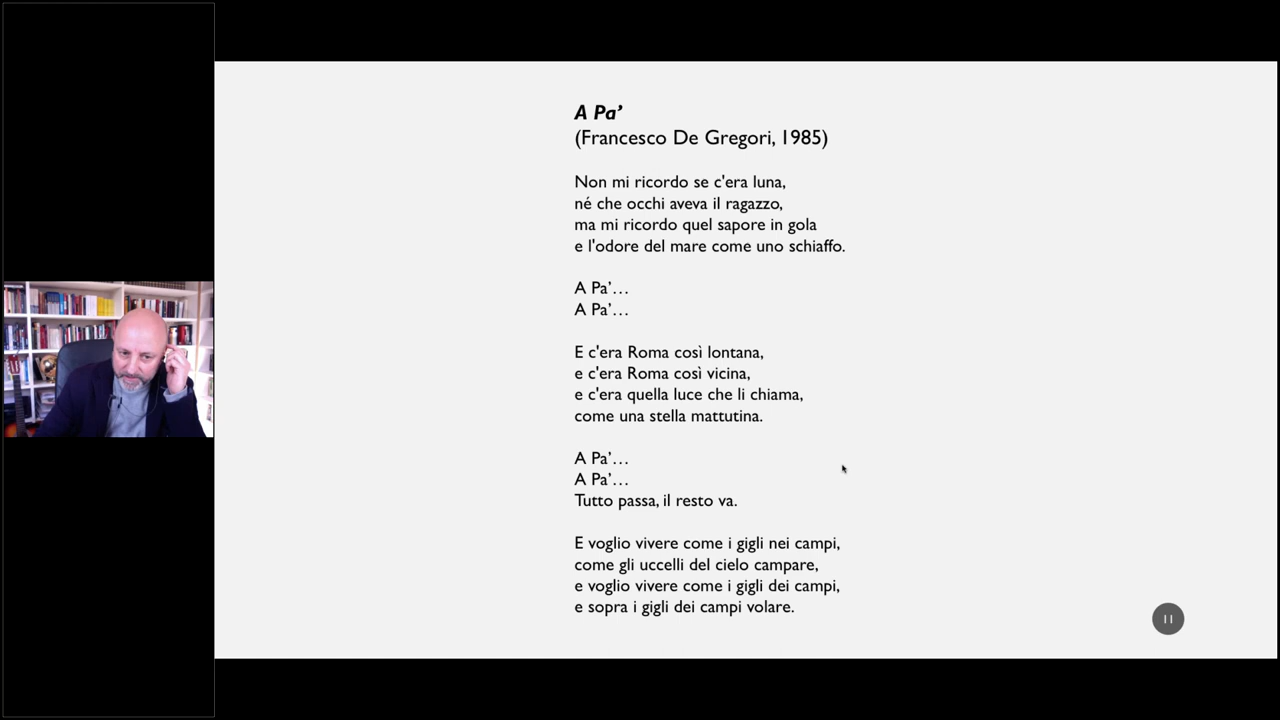 A Pa’
(Francesco De Gregori, 1985)
Non mi ricordo se c'era luna,
né che occhi aveva il ragazzo,
ma mi ricordo quel sapore in gola
e l'odore del mare come uno schiaffo.
A Pa’…
A Pa’…
E c'era Roma così lontana,
e c'era Roma così vicina,
e c'era quella luce che li chiama,
come una stella mattutina.
A Pa’…
A Pa’…
Tutto passa, il resto va.
E voglio vivere come i gigli nei campi,
come gli uccelli del cielo campare,
e voglio vivere come i gigli dei campi,
e sopra i gigli dei campi volare.